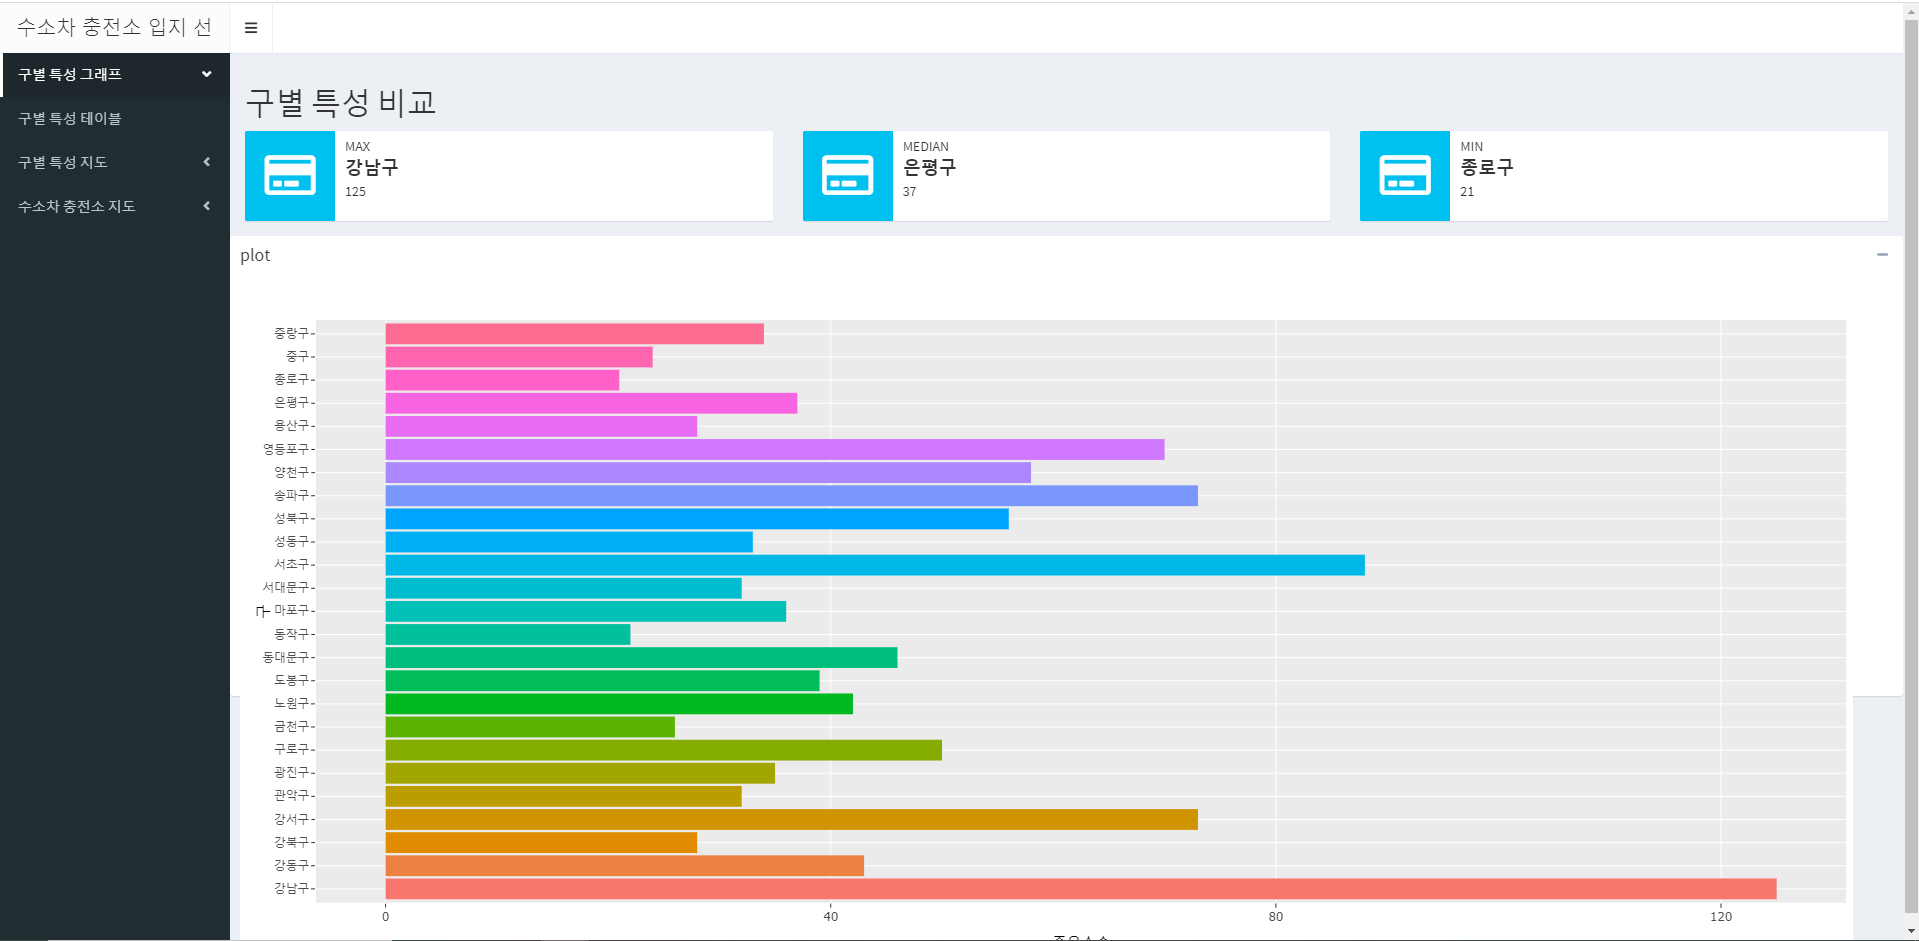 수소차 충전소 입지 선
구별 특성 그래프
구별 특성 테이블
구별 특성 지도
수소차 충전소 지도
구별 특성 비교
MAX
강남구
125
MEDIAN
은평구
37
MIN
종로구
21
plot
중랑구
중구
종로구
은평구
용산구
영등포구
양천구
송파구
성북구
성동구
서초구
서대문구
구
마포구
동작구
동대문구
도봉구
노원구
금천구
구로구
광진구
관악구
강서구
강북구
강동구
강남구
0 40 80 120